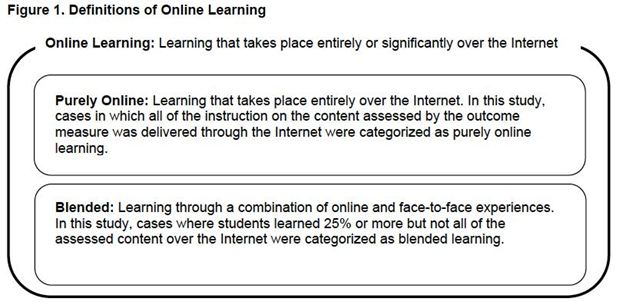 Figure 1. Definitions of Online Learning
Online Learning: Learning that takes place entirely or significantly over the Internet
Purely Online: Learning that takes place entirely over the Internet. In this study,
cases in which all of the instruction on the content assessed by the outcome
measure was delivered through the Internet were categorized as purely online
learning.
Blended: Learning through a combination of online and face-to-face experiences.
In this study, cases where students learned 25% or more but not all of the
assessed content over the Internet were categorized as blended learning.